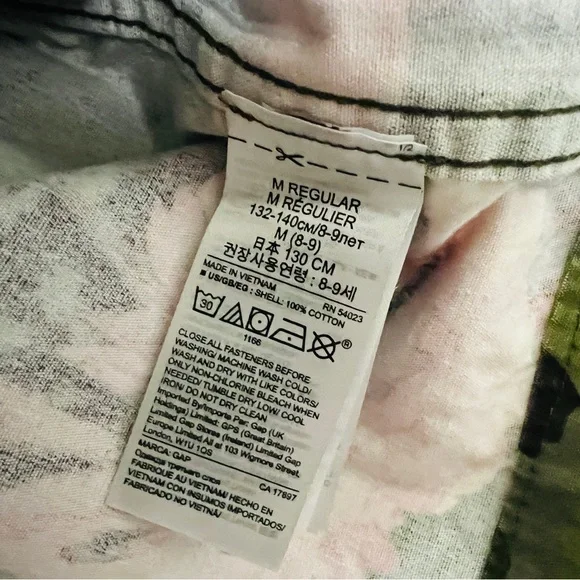 1/2
M REGULAR
M RÉGULIER
132-140см/8-9лет
M (8-9)
日本 130 CM
권장사용연령 : 8-9세
MADE IN VIETNAM RN 54023
■ US/GB/EG : SHELL: 100% COTTON
30 ®
1166
CLOSE ALL FASTENERS BEFORE
WASHING/ MACHINE WASH COLD/
WASH AND DRY WITH LIKE COLORS/
ONLY NON-CHLORINE BLEACH WHEN
NEEDED/ TUMBLE DRY LOW/ COOL
IRON/ DO NOT DRY CLEAN
Imported By/Importe Par: Gap (UK
Holdings) Limited: GPS (Great Britain)
Limited Gap Stores (Ireland) Limited Gap
Europe Limited All at 103 Wigmore Street,
London, W1U 1QS
MARCA: GAP CA 17897
FABRIQUE AU VIETNAM/ HECHO EN
VIETNAM CON INSUMOS IMPORTADOS/
FABRICADO NO VIETNÃ/